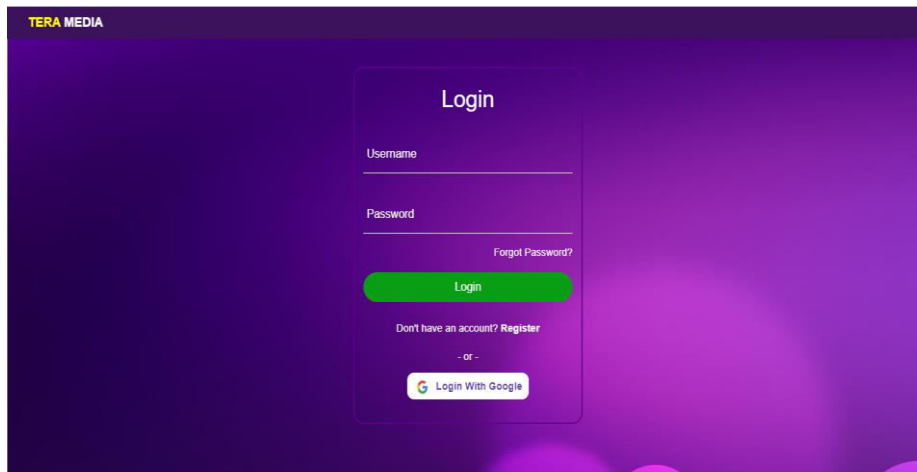 TERA MEDIA
Login
Username
Password
Forgot Password?
Login
Don't have an account? Register
- or -
Login With Google